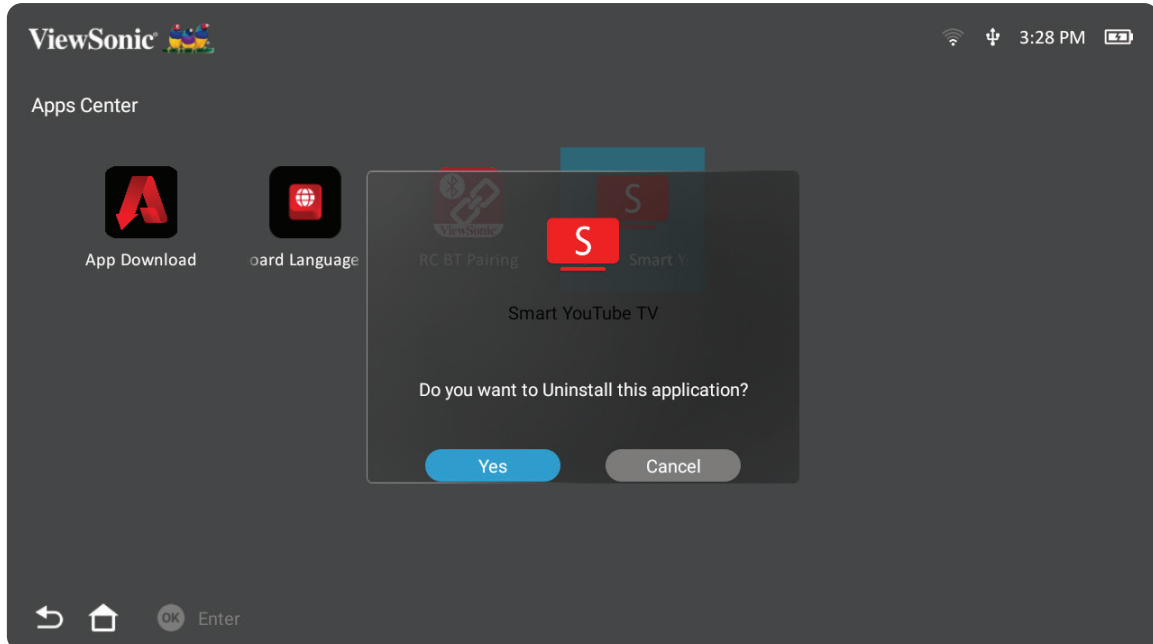 ViewSonic
3:28 PM
Apps Center
App Download
oard Language
ViewSonic
RC BT Pairing
S
Smart Y
S
Smart YouTube TV
Do you want to Uninstall this application?
Yes
Cancel
OK Enter